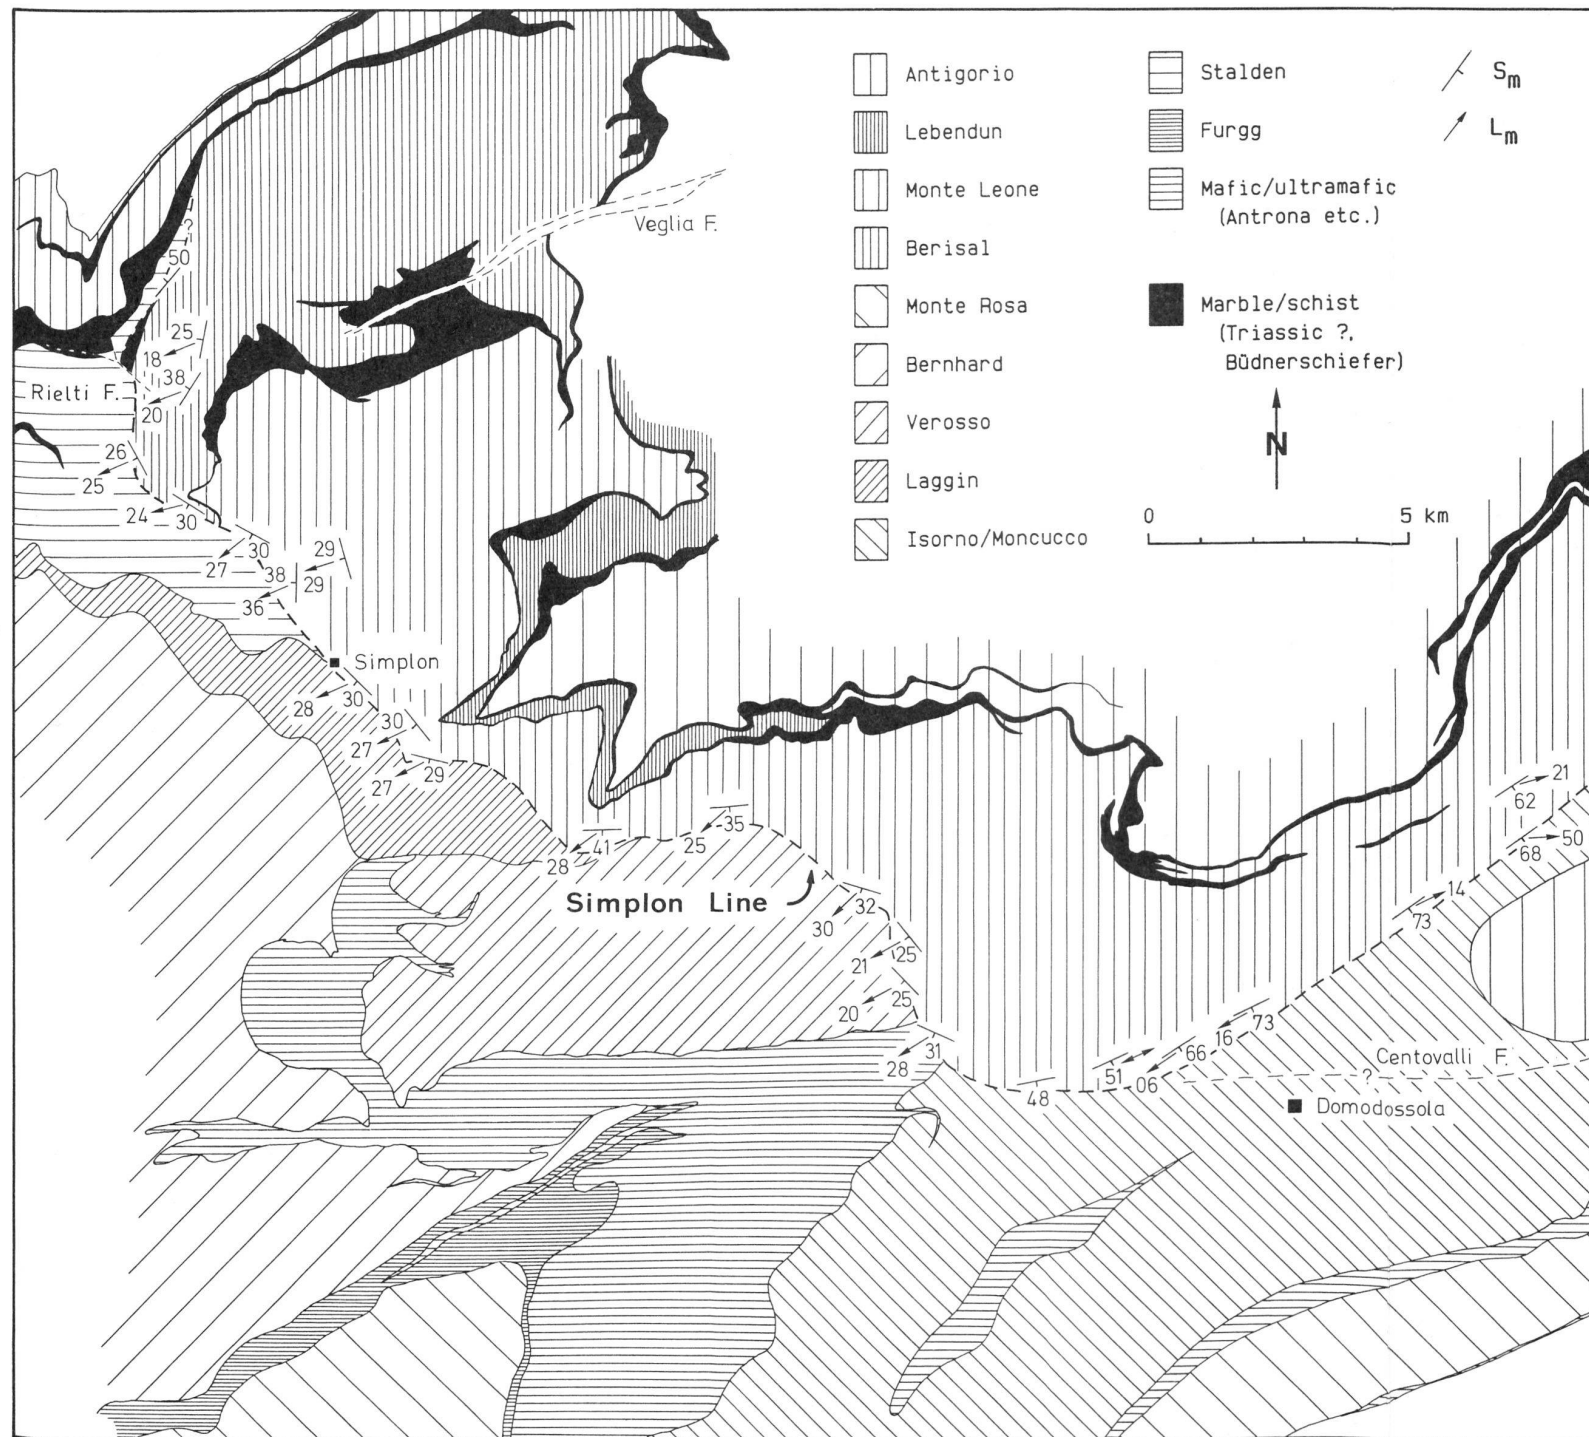 Antigorio
Lebendun
Monte Leone
Berisal
Monte Rosa
Bernhard
Verosso
Laggin
Isorno/Moncucco
Stalden
Furgg
Mafic/ultramafic
(Antrona etc.)
Marble/schist
(Triassic ?,
Büdnerschiefer)
Sm
Lm
N
0 5 km
Veglia F.
?
50
25
18
38
Rielti F.
20
26
25
24
30
30
29
27
38
29
36
Simplon
30
28
30
27
29
27
35
41
25
28
Simplon Line
32
30
25
21
25
20
31
28
48
51
06
66
16
73
73
14
68
50
62
21
Centovalli F.
?
Domodossola